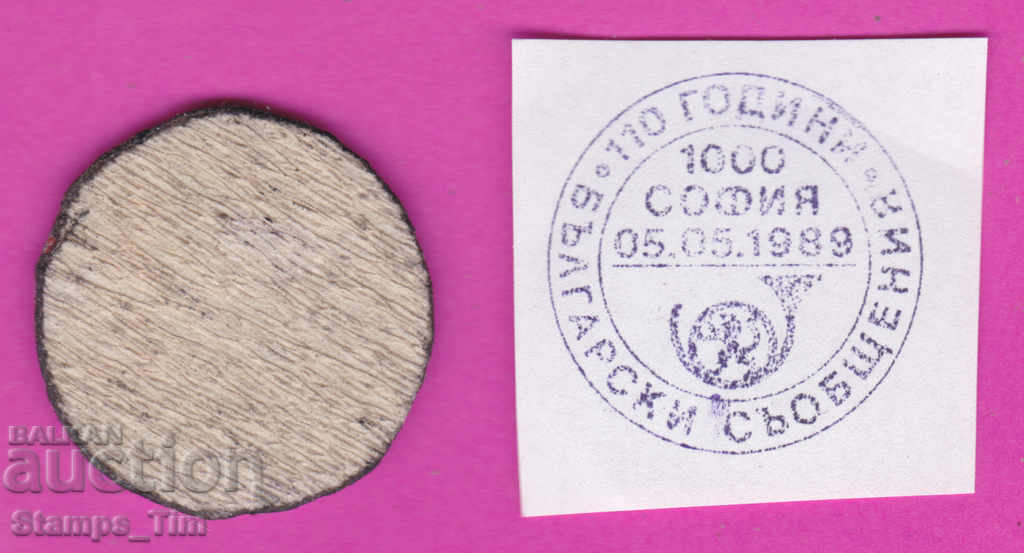 110 ГОДИНИ
БЪЛГАРСКИ СЪОБЩЕНИЯ
1000
СОФИЯ
05.05.1989
BALKAN
auction
Stamps_Tim